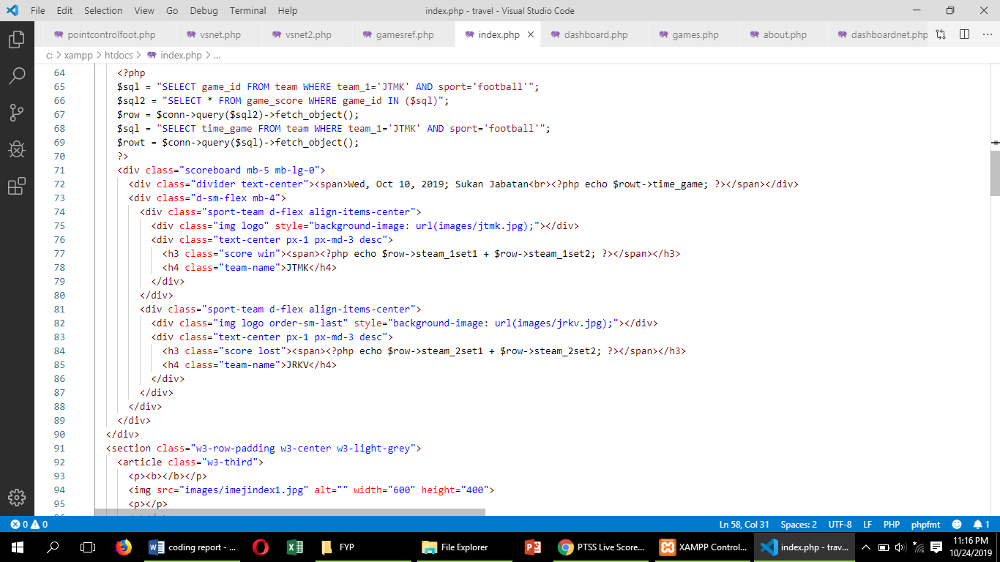 File Edit Selection View Go Debug Terminal Help index.php - travel - Visual Studio Code
pointcontrolfoot.php vsnet.php vsnet2.php gamesref.php index.php dashboard.php games.php about.php dashboardnet.php
c: > xampp > htdocs > index.php > ...
64 <?php
65 $sql = "SELECT game_id FROM team WHERE team_1='JTMK' AND sport='football'";
66 $sql2 = "SELECT * FROM game_score WHERE game_id IN ($sql)";
67 $row = $conn->query($sql2)->fetch_object();
68 $sql = "SELECT time_game FROM team WHERE team_1='JTMK' AND sport='football'";
69 $rowt = $conn->query($sql)->fetch_object();
70 ?>
71 <div class="scoreboard mb-5 mb-lg-0">
72 <div class="divider text-center"><span>Wed, Oct 10, 2019; Sukan Jabatan<br><?php echo $rowt->time_game; ?></span></div>
73 <div class="d-sm-flex mb-4">
74 <div class="sport-team d-flex align-items-center">
75 <div class="img logo" style="background-image: url(images/jtmk.jpg);"></div>
76 <div class="text-center px-1 px-md-3 desc">
77 <h3 class="score win"><span><?php echo $row->steam_1set1 + $row->steam_1set2; ?></span></h3>
78 <h4 class="team-name">JTMK</h4>
79 </div>
80 </div>
81 <div class="sport-team d-flex align-items-center">
82 <div class="img logo order-sm-last" style="background-image: url(images/jrkv.jpg);"></div>
83 <div class="text-center px-1 px-md-3 desc">
84 <h3 class="score lost"><span><?php echo $row->steam_2set1 + $row->steam_2set2; ?></span></h3>
85 <h4 class="team-name">JRKV</h4>
86 </div>
87 </div>
88 </div>
89 </div>
90 </div>
91 <section class="w3-row-padding w3-center w3-light-grey">
92 <article class="w3-third">
93 <p><b></b></p>
94 <img src="images/imejindex1.jpg" alt="" width="600" height="400">
95 <p></p>
0 0 Ln 58, Col 31 Spaces: 2 UTF-8 LF PHP phpfmt 1
coding report - ... FYP File Explorer PTSS Live Score... XAMPP Control... index.php - trav... 11:16 PM
10/24/2019